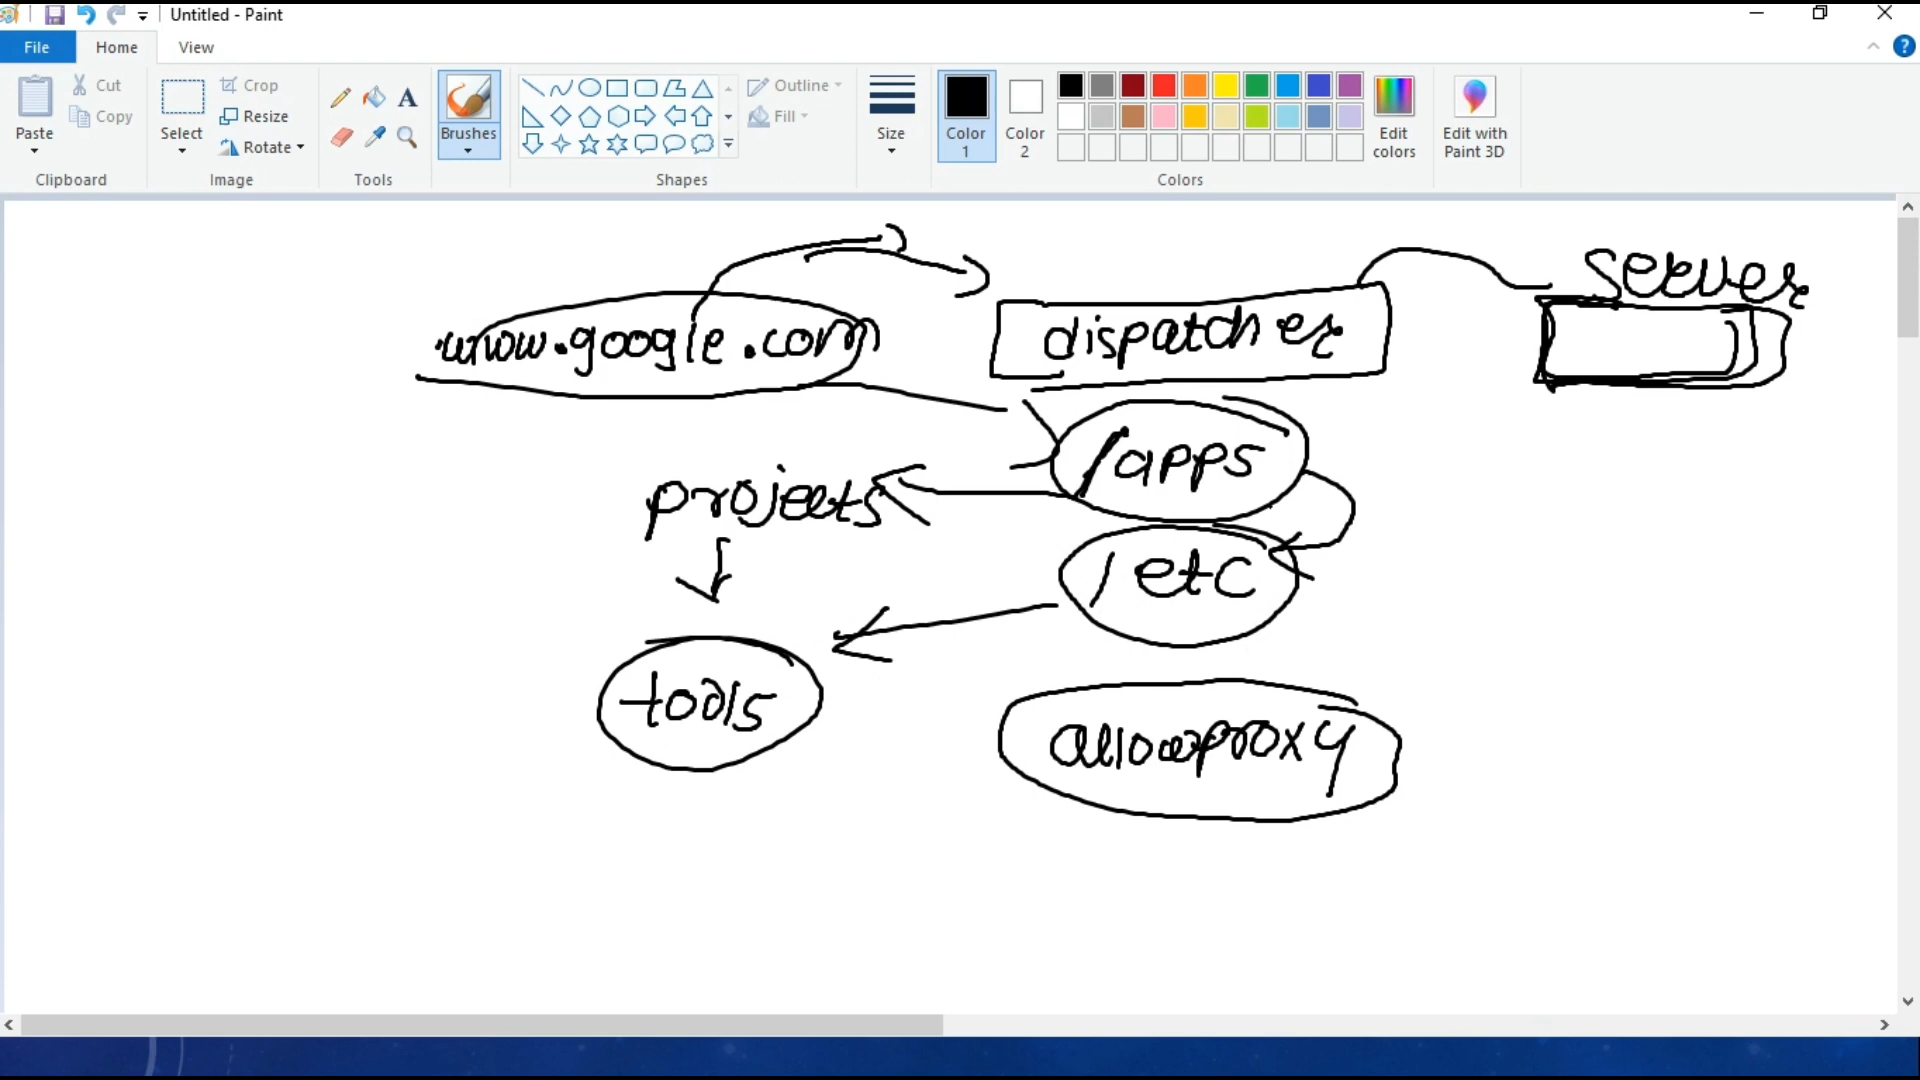 Untitled - Paint
File Home View
Cut
Copy
Paste
Clipboard
Select
Crop
Resize
Rotate
Image
Tools
Brushes
Shapes
Outline
Fill
Size
Color 1
Color 2
Colors
Edit colors
Edit with Paint 3D
server
www.google.com dispatcher
/apps
projects
/etc
tools
allowproxy